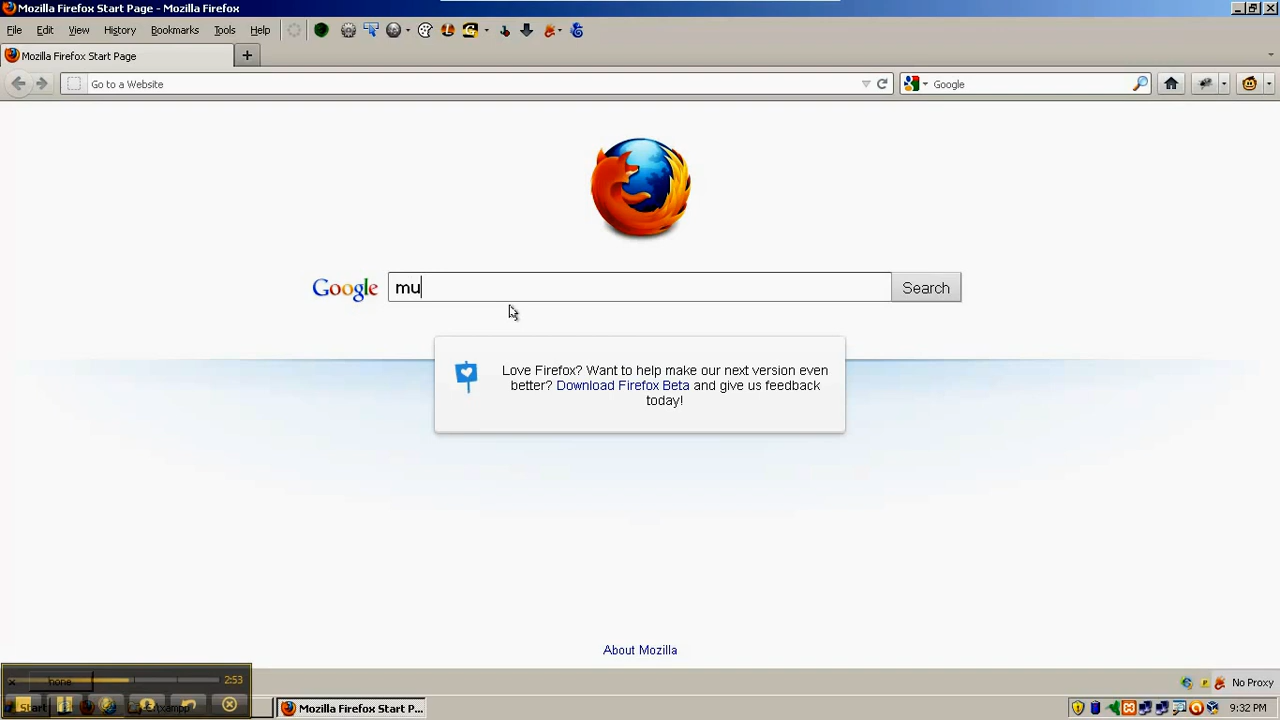 Mozilla Firefox Start Page - Mozilla Firefox
File Edit View History Bookmarks Tools Help
Mozilla Firefox Start Page
Go to a Website
Google
Google mu Search
Love Firefox? Want to help make our next version even
better? Download Firefox Beta and give us feedback
today!
About Mozilla
none 2:53
No Proxy
Start
C:\xampp
Mozilla Firefox Start P...
9:32 PM